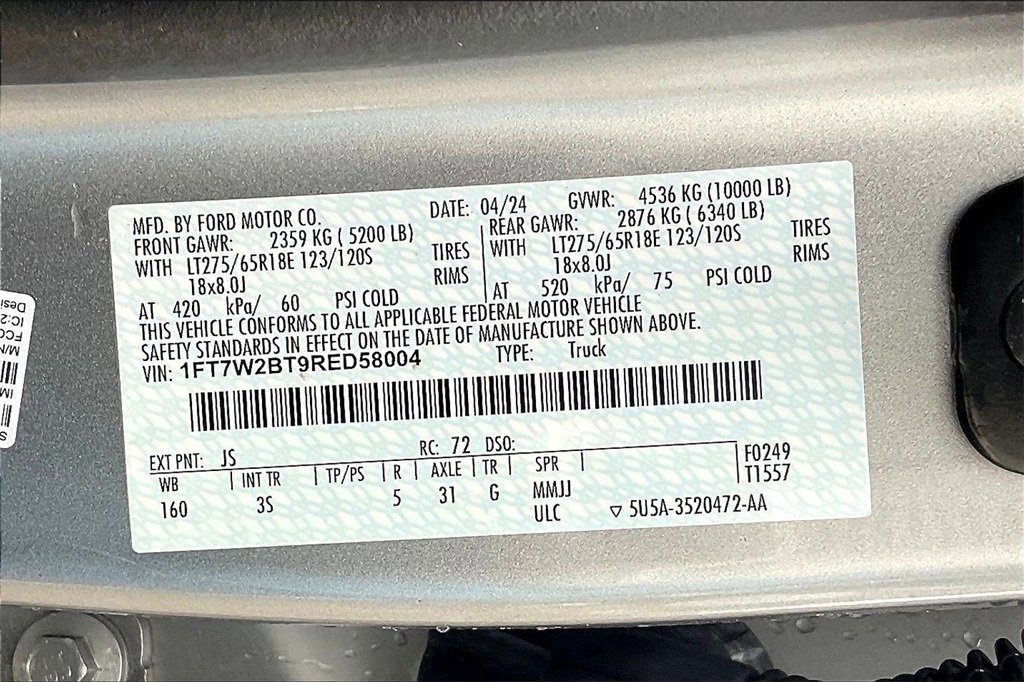 MFD. BY FORD MOTOR CO. DATE: 04/24 GVWR: 4536 KG (10000 LB)
FRONT GAWR: 2359 KG ( 5200 LB) REAR GAWR: 2876 KG ( 6340 LB)
WITH LT275/65R18E 123/120S TIRES WITH LT275/65R18E 123/120S TIRES
18x8.0J RIMS 18x8.0J RIMS
AT 420 kPa/ 60 PSI COLD AT 520 kPa/ 75 PSI COLD
THIS VEHICLE CONFORMS TO ALL APPLICABLE FEDERAL MOTOR VEHICLE
SAFETY STANDARDS IN EFFECT ON THE DATE OF MANUFACTURE SHOWN ABOVE.
VIN: 1FT7W2BT9RED58004 TYPE: Truck
EXT PNT: JS RC: 72 DSO:
WB INT TR TP/PS R AXLE TR SPR F0249
160 3S 5 31 G MMJJ T1557
ULC 5U5A-3520472-AA
Desi
IC:2
FCC
M/N
IM
S